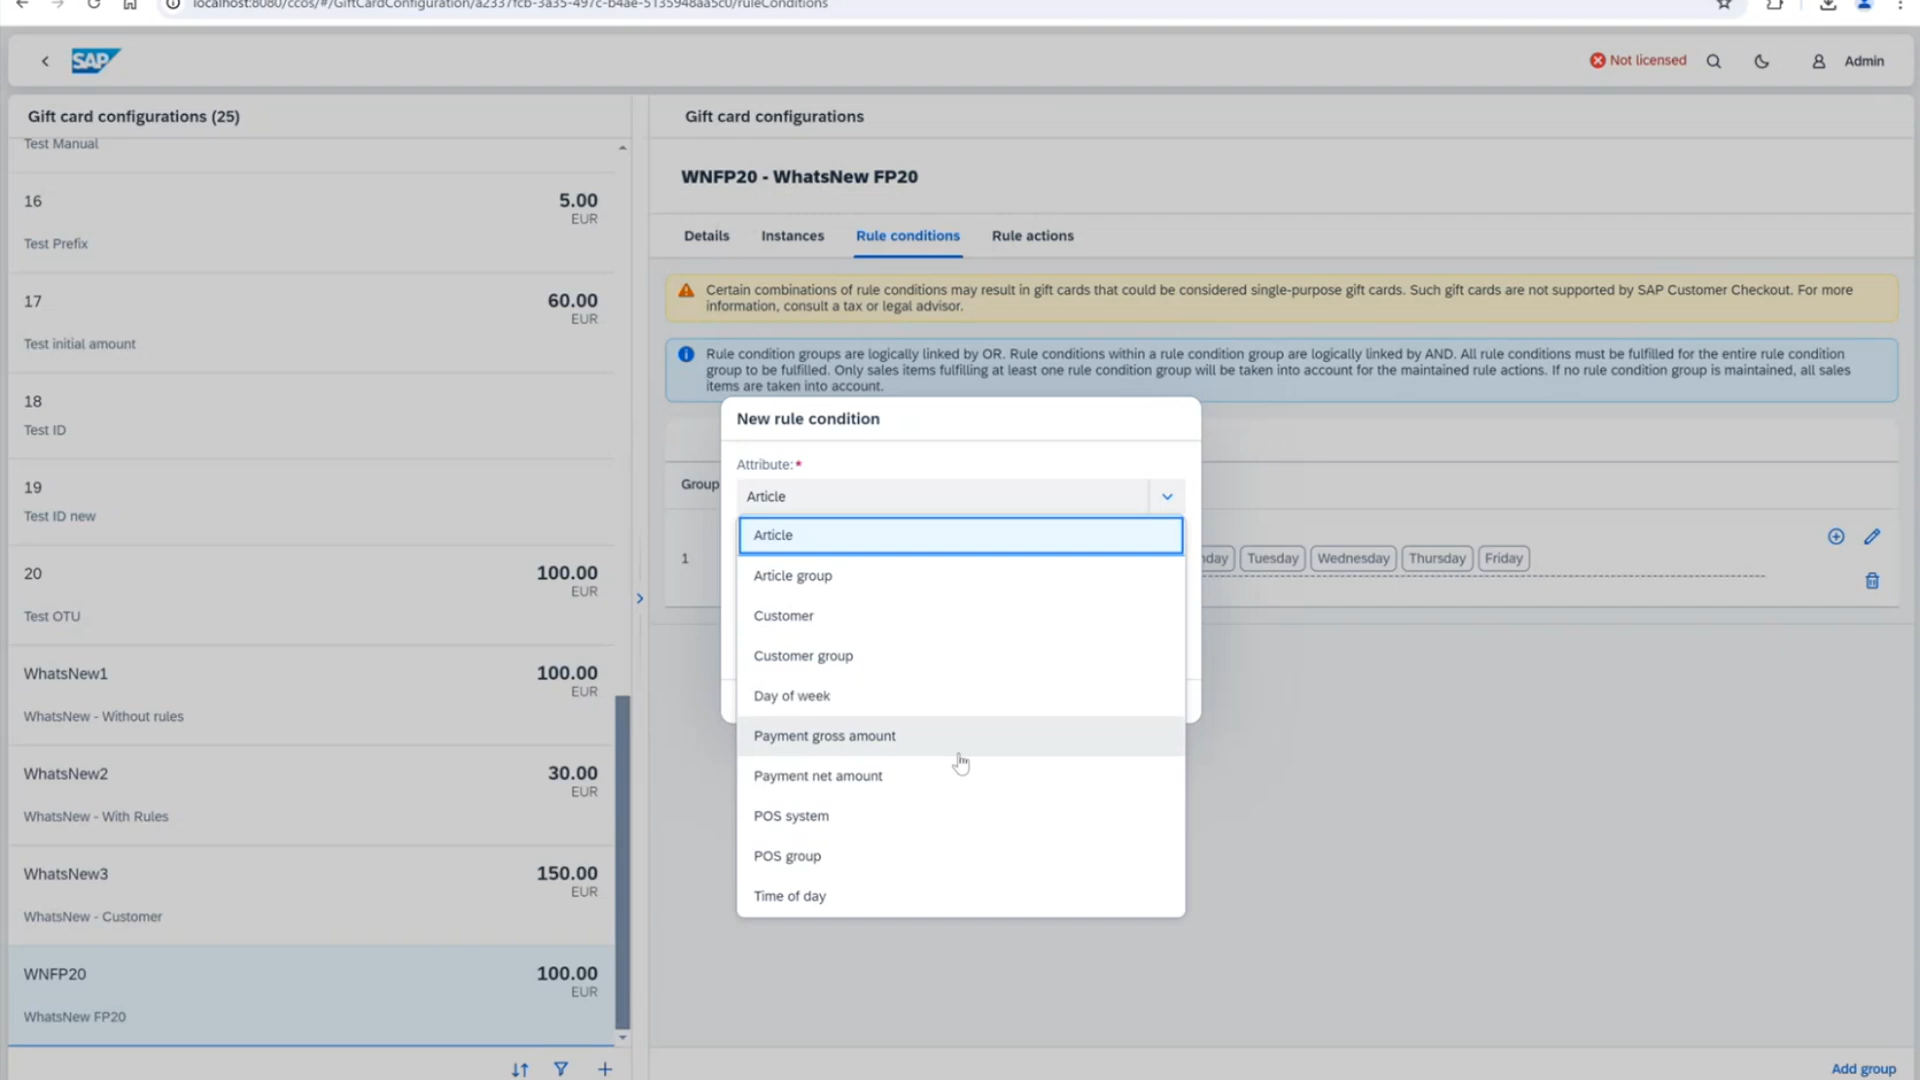 localhost:8080/ccos/#/GiftCardConfiguration/a2337fcb-3a35-497c-b4ae-5135948aa5c0/ruleConditions
SAP
Not licensed
Admin
Gift card configurations (25)
Test Manual
16
5.00
EUR
Test Prefix
17
60.00
EUR
Test initial amount
18
Test ID
19
Test ID new
20
100.00
EUR
Test OTU
WhatsNew1
100.00
EUR
WhatsNew - Without rules
WhatsNew2
30.00
EUR
WhatsNew - With Rules
WhatsNew3
150.00
EUR
WhatsNew - Customer
WNFP20
100.00
EUR
WhatsNew FP20
Gift card configurations
WNFP20 - WhatsNew FP20
Details Instances Rule conditions Rule actions
Certain combinations of rule conditions may result in gift cards that could be considered single-purpose gift cards. Such gift cards are not supported by SAP Customer Checkout. For more
information, consult a tax or legal advisor.
Rule condition groups are logically linked by OR. Rule conditions within a rule condition group are logically linked by AND. All rule conditions must be fulfilled for the entire rule condition
group to be fulfilled. Only sales items fulfilling at least one rule condition group will be taken into account for the maintained rule actions. If no rule condition group is maintained, all sales
items are taken into account.
Group
1
nday Tuesday Wednesday Thursday Friday
New rule condition
Attribute:*
Article
Article
Article group
Customer
Customer group
Day of week
Payment gross amount
Payment net amount
POS system
POS group
Time of day
Add group